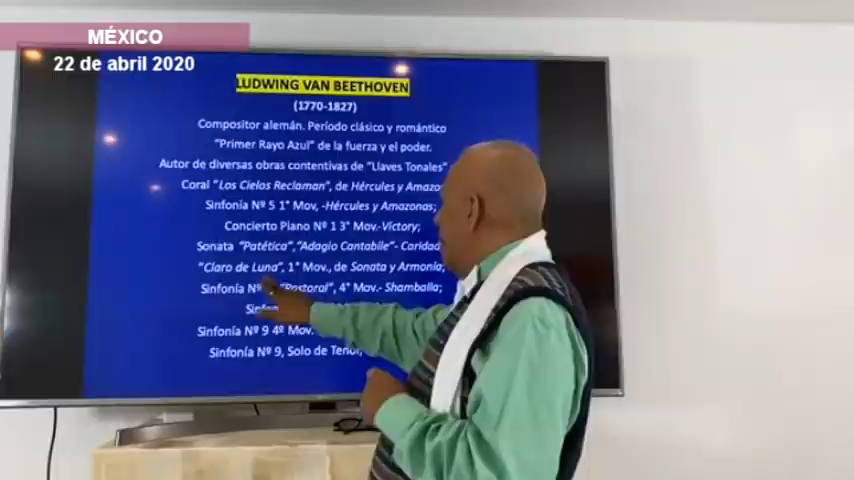 MÉXICO
22 de abril 2020
LUDWING VAN BEETHOVEN
(1770-1827)
Compositor alemán. Período clásico y romántico
"Primer Rayo Azul" de la fuerza y el poder.
Autor de diversas obras contentivas de "Llaves Tonales"
Coral "Los Cielos Reclaman", de Hércules y Amazo
Sinfonía Nº 5 1° Mov, -Hércules y Amazonas;
Concierto Piano Nº 1 3° Mov.-Victory;
Sonata "Patética", "Adagio Cantabile"- Caridad
"Claro de Luna", 1° Mov., de Sonata y Armonía,
Sinfonía Nº "Pastoral", 4° Mov.- Shamballa;
Sinfonía Nº 9 4º Mov.
Sinfonía Nº 9, Solo de Tenor,